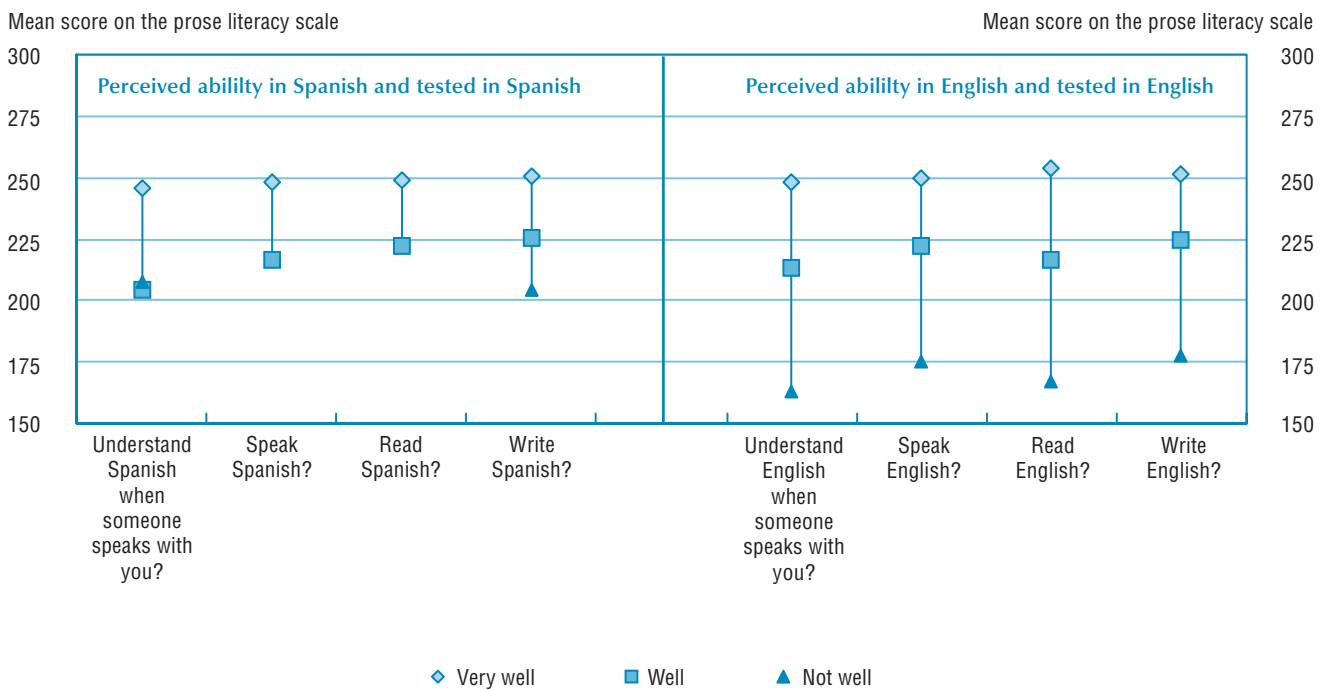 Mean score on the prose literacy scale
Mean score on the prose literacy scale
300
275
250
225
200
175
150
Perceived abililty in Spanish and tested in Spanish
Perceived abililty in English and tested in English
300
275
250
225
200
175
150
Understand
Spanish
when
someone
speaks with
you?
Speak
Spanish?
Read
Spanish?
Write
Spanish?
Understand
English
when
someone
speaks with
you?
Speak
English?
Read
English?
Write
English?
Very well
Well
Not well